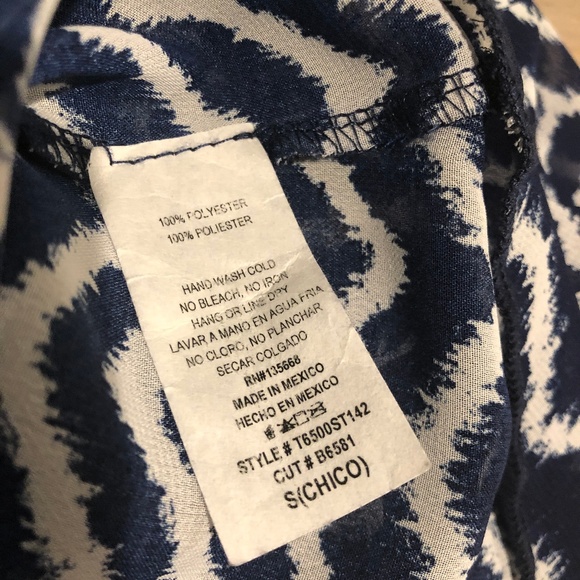 100% POLYESTER
100% POLIESTER
HAND WASH COLD
NO BLEACH, NO IRON
HANG OR LINE DRY
LAVAR A MANO EN AGUA FRIA
NO CLORO, NO PLANCHAR
SECAR COLGADO
RN#135668
MADE IN MEXICO
HECHO EN MEXICO
STYLE # T6500ST142
CUT # B6581
S(CHICO)